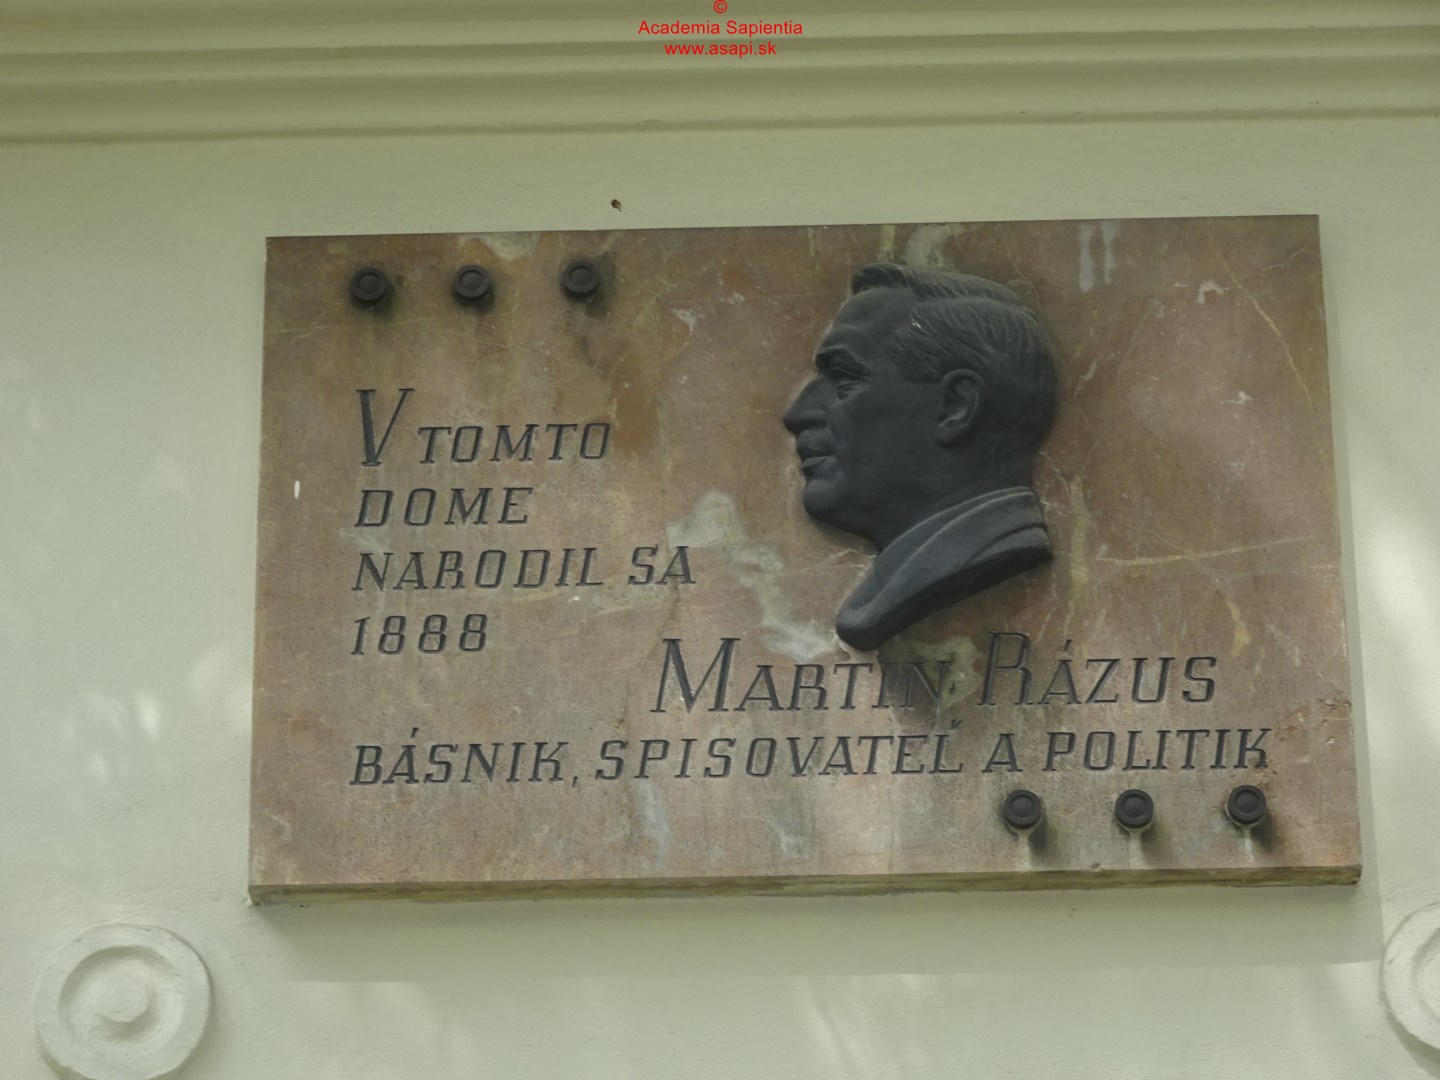 ©
Academia Sapientia
www.asapi.sk
V TOMTO
DOME
NARODIL SA
1888
MARTIN RÁZUS
BÁSNIK, SPISOVATEĽ A POLITIK